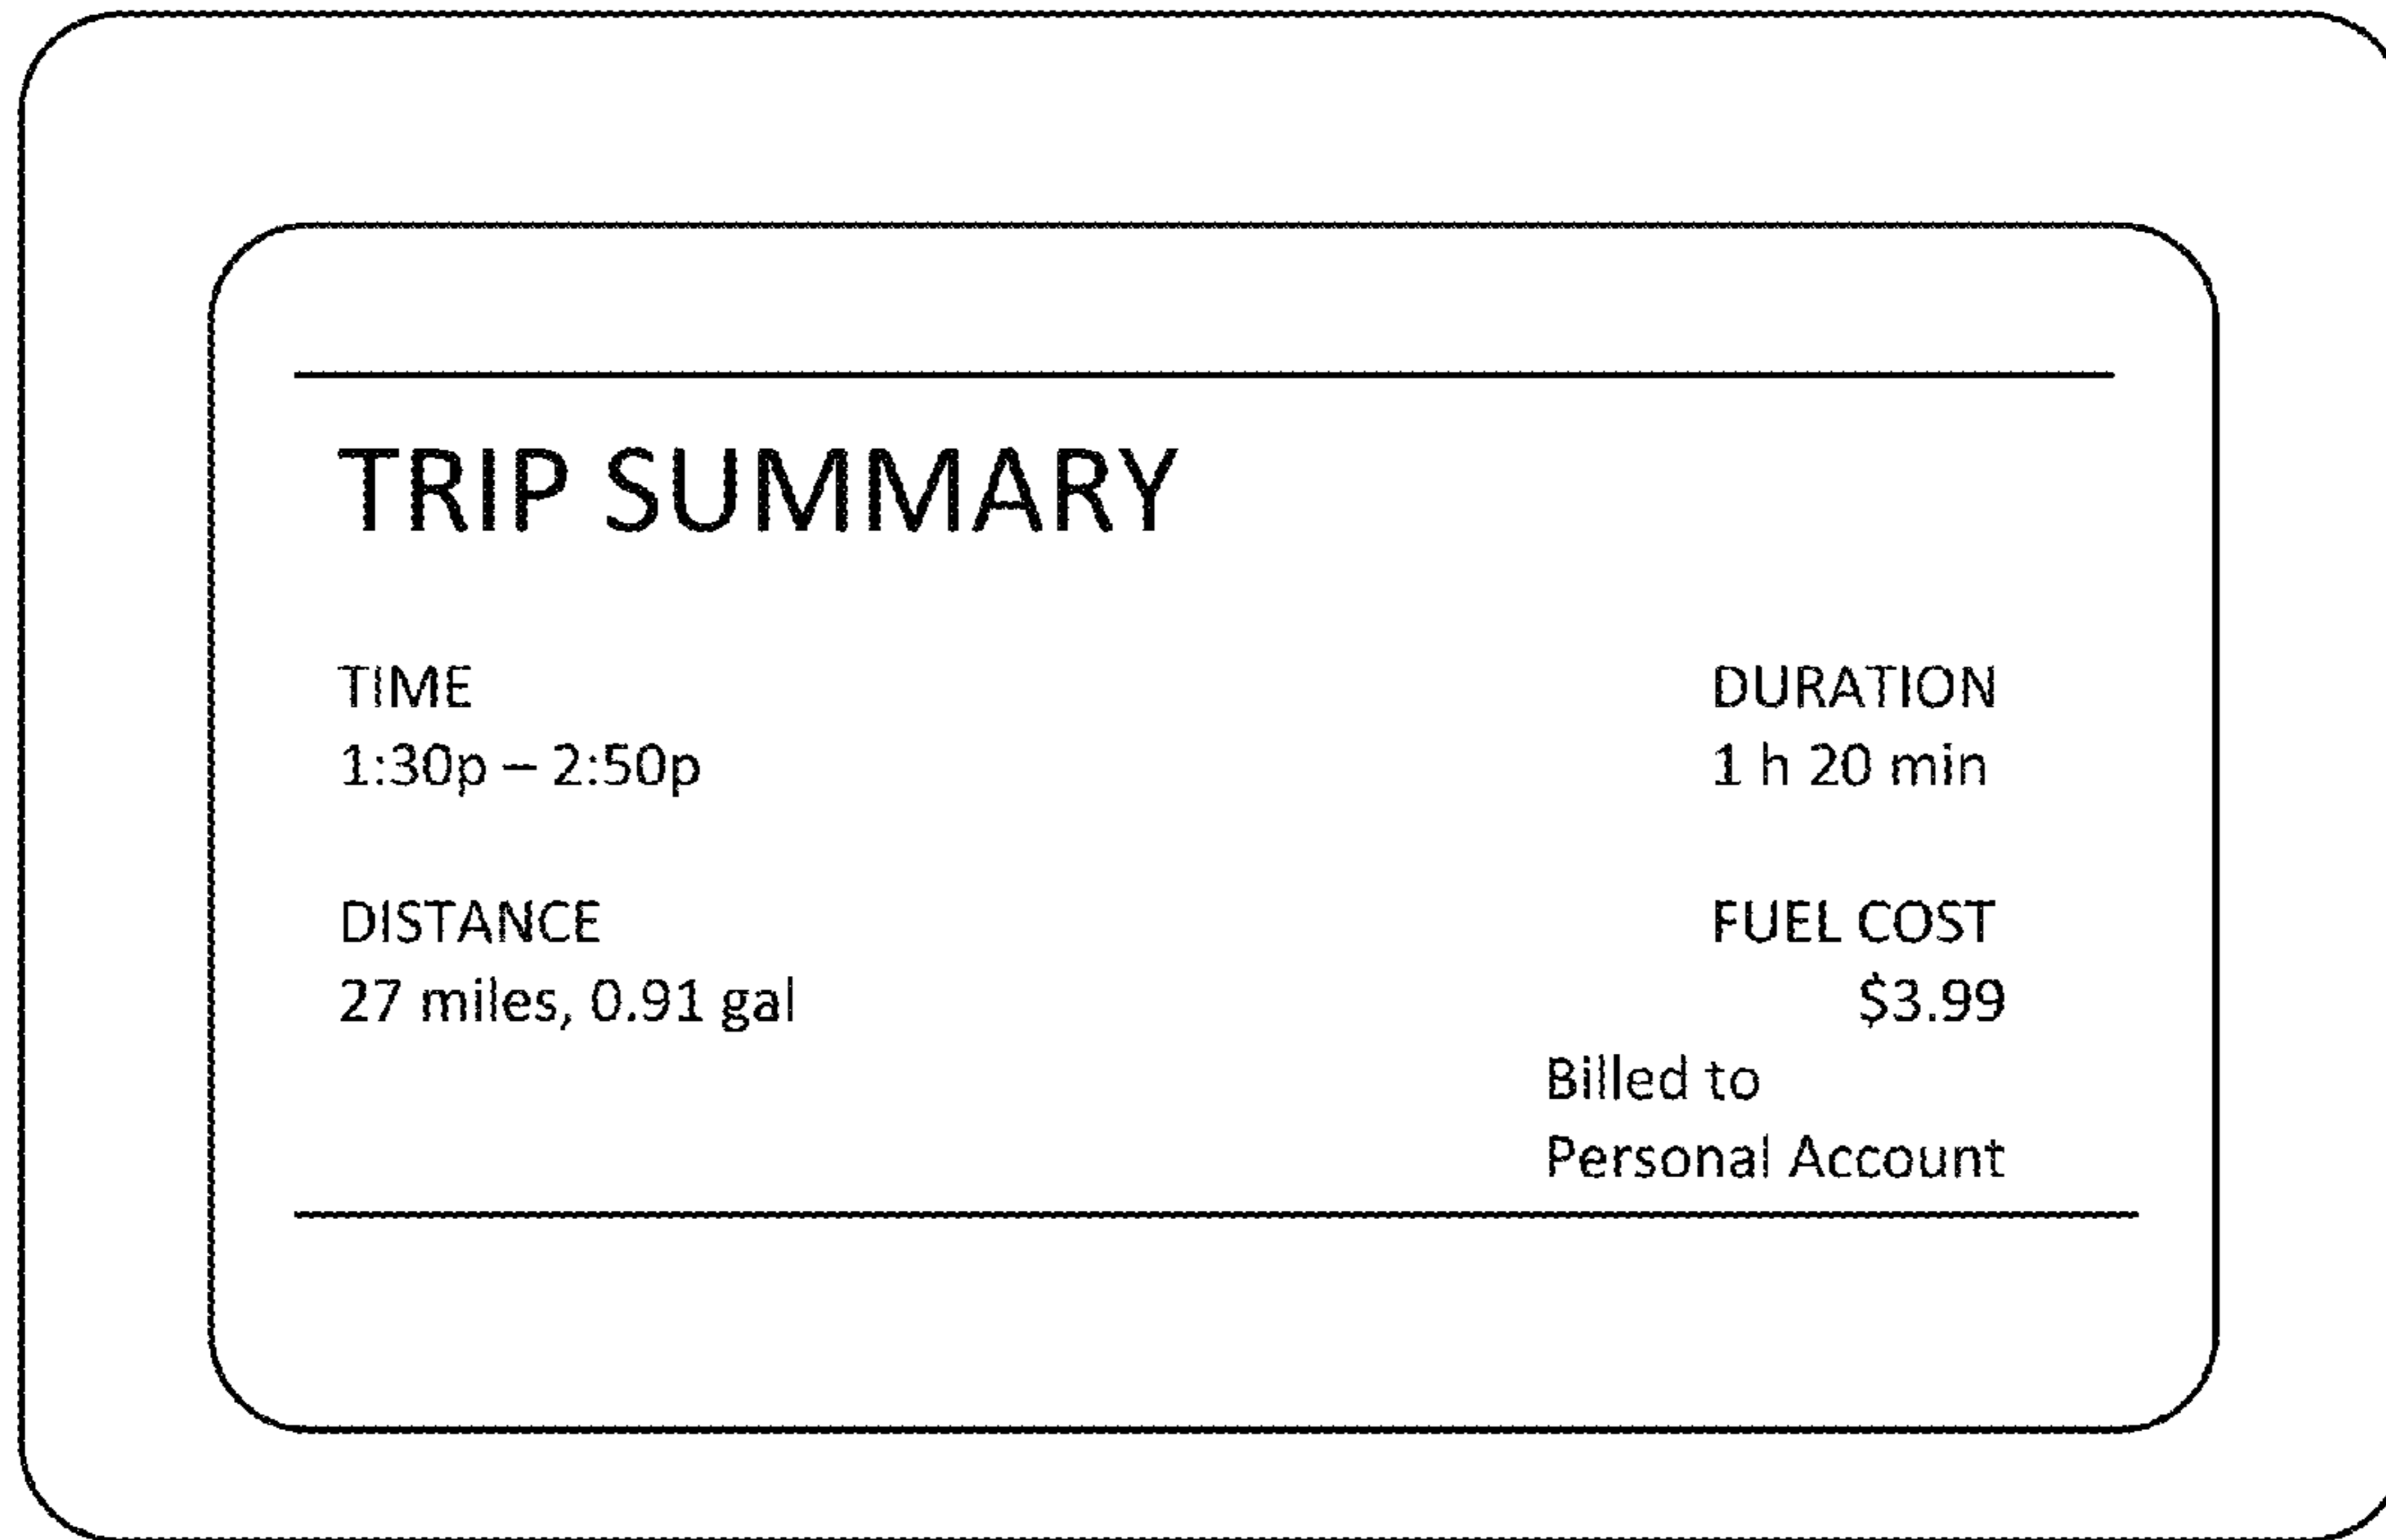 TRIP SUMMARY
TIME
1:30p – 2:50p
DURATION
1 h 20 min
DISTANCE
27 miles, 0.91 gal
FUEL COST
$3.99
Billed to
Personal Account